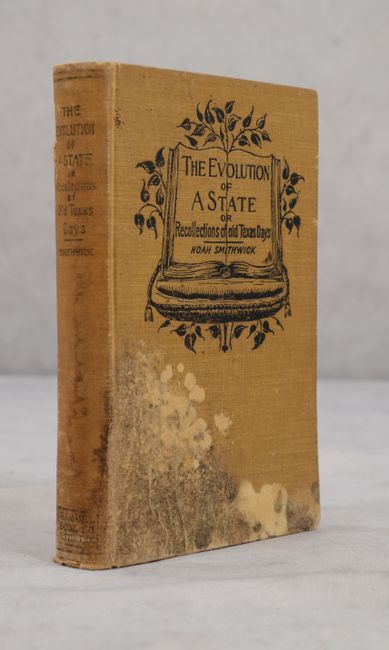 THE
EVOLUTION
OF
A STATE
OR
Recollections
of
Old Texas
Days
SMITHWICK
THE EVOLUTION
OF
A STATE
OR
Recollections of old Texas Days
NOAH SMITHWICK